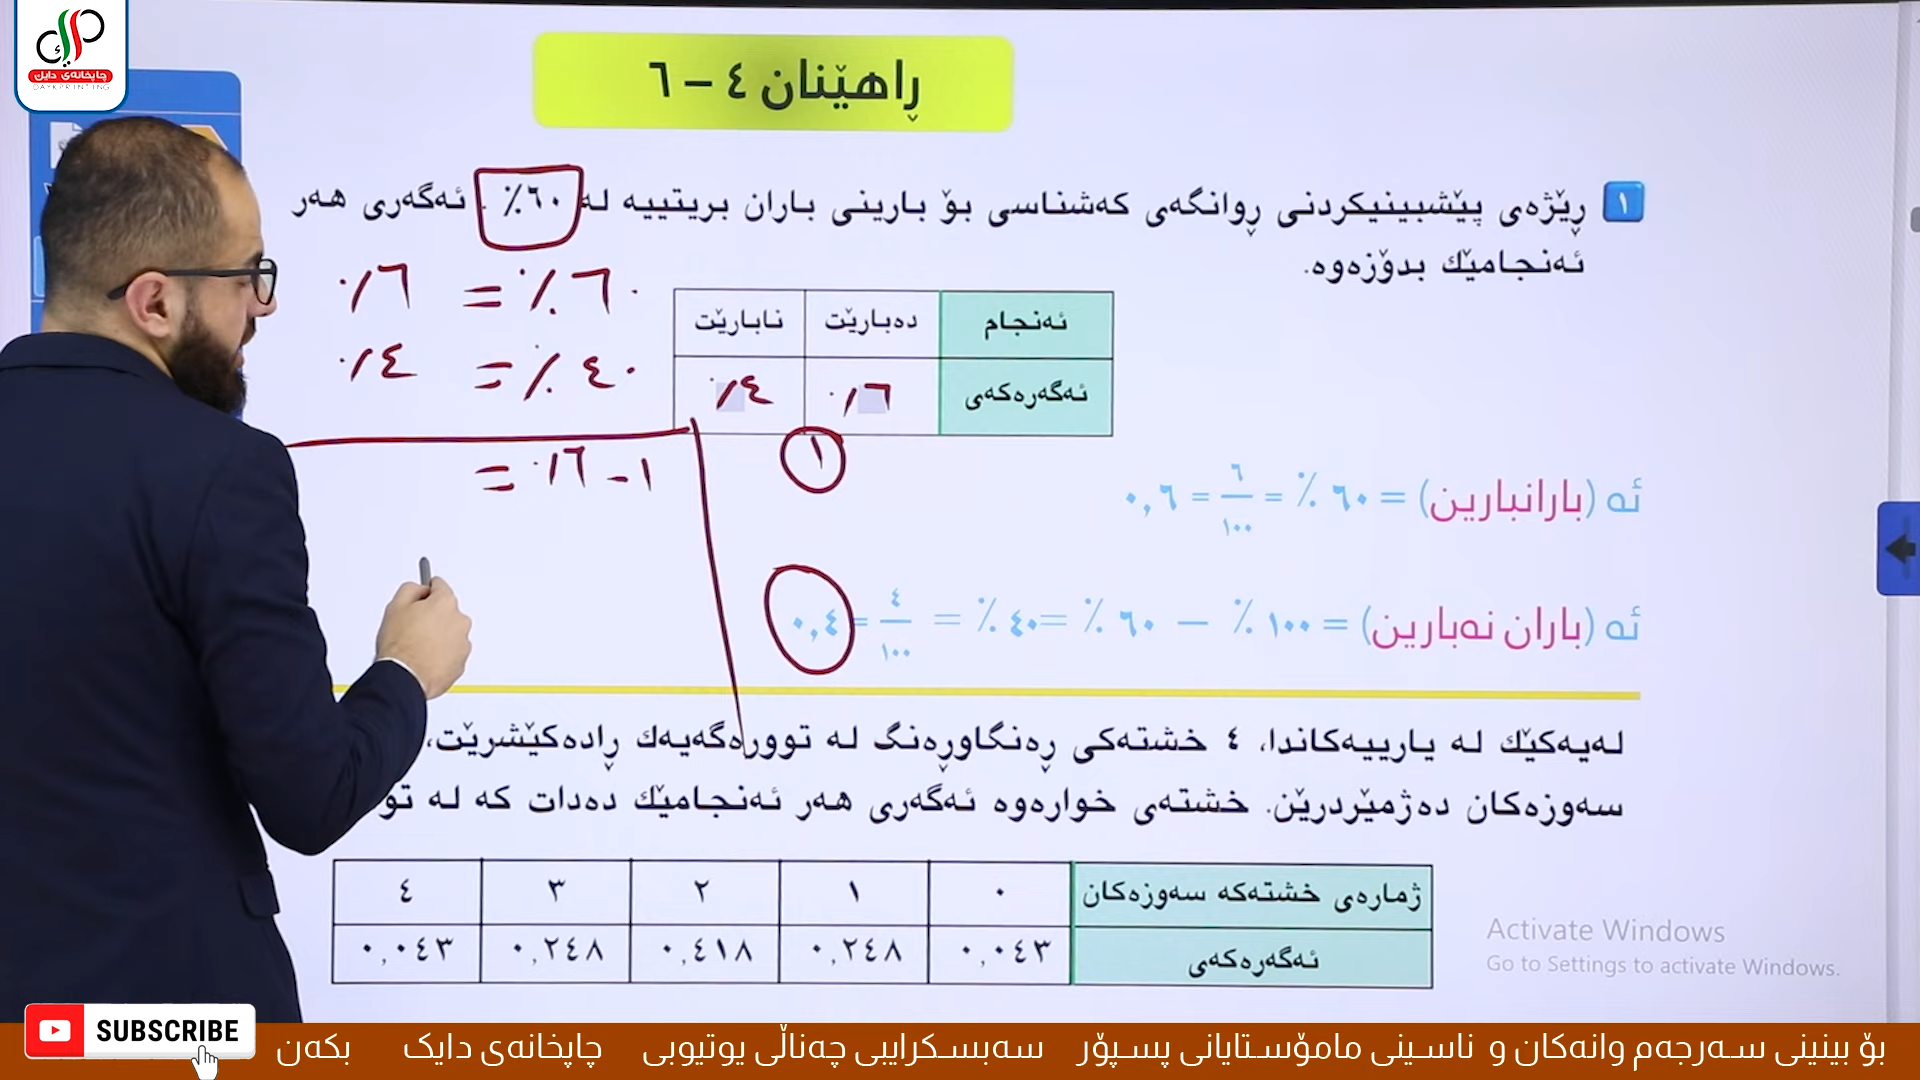 چاپخانەی دایک
DAYKPRINTING
ڕاهێنان ٤ – ٦
١ ڕێژەی پێشبینیکردنی ڕوانگەی کەشناسی بۆ بارینی باران بریتییە لە ٦٠٪ . ئەگەری هەر
ئەنجامێك بدۆزەوە.
٪٦٠ = ٠,٦
٪٤٠ = ٠,٤
ئەنجام دەبارێت نابارێت
ئەگەرەکەی ٠,٦ ٠,٤
١
١ - ٠,٦ =
ئە (بارانبارین) = ٦٠ ٪ = ٦/١٠٠ = ٠,٦
ئە (باران نەبارین) = ١٠٠ ٪ – ٦٠ ٪ = ٤٠ ٪ = ٤/١٠٠ = ٠,٤
لەیەکێك لە یارییەکاندا، ٤ خشتەکی ڕەنگاوڕەنگ لە توورەگەیەك ڕادەکێشرێت،
سەوزەکان دەژمێردرێن. خشتەی خوارەوە ئەگەری هەر ئەنجامێك دەدات کە لە تو
ژمارەی خشتەکە سەوزەکان ٠ ١ ٢ ٣ ٤
ئەگەرەکەی ٠,٠٤٣ ٠,٢٤٨ ٠,٤١٨ ٠,٢٤٨ ٠,٠٤٣
Activate Windows
Go to Settings to activate Windows.
SUBSCRIBE
بۆ بینینی سەرجەم وانەکان و ناسینی مامۆستایانی پسپۆر سەبسکرایبی چەناڵی یوتیوبی چاپخانەی دایک بکەن